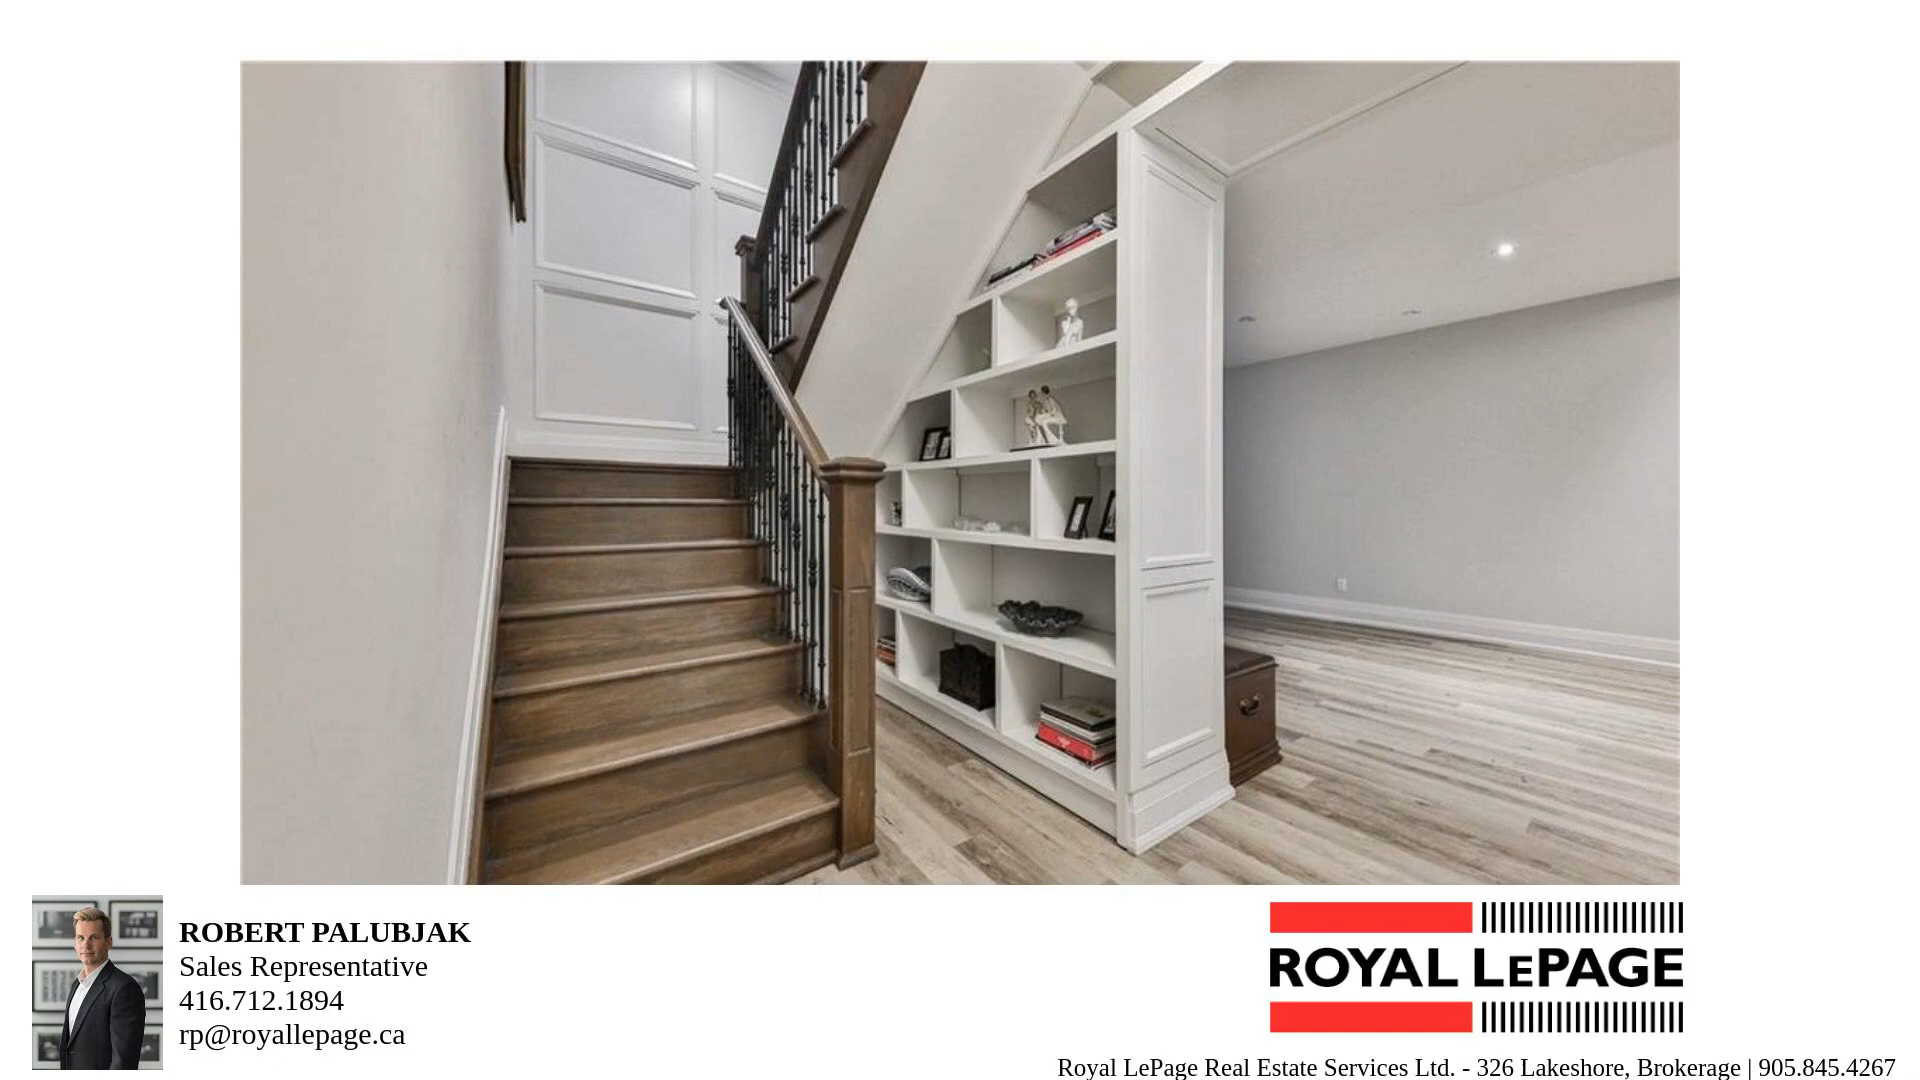 ROBERT PALUBJAK
Sales Representative
416.712.1894
rp@royallepage.ca
ROYAL LEPAGE
Royal LePage Real Estate Services Ltd. - 326 Lakeshore, Brokerage | 905.845.4267